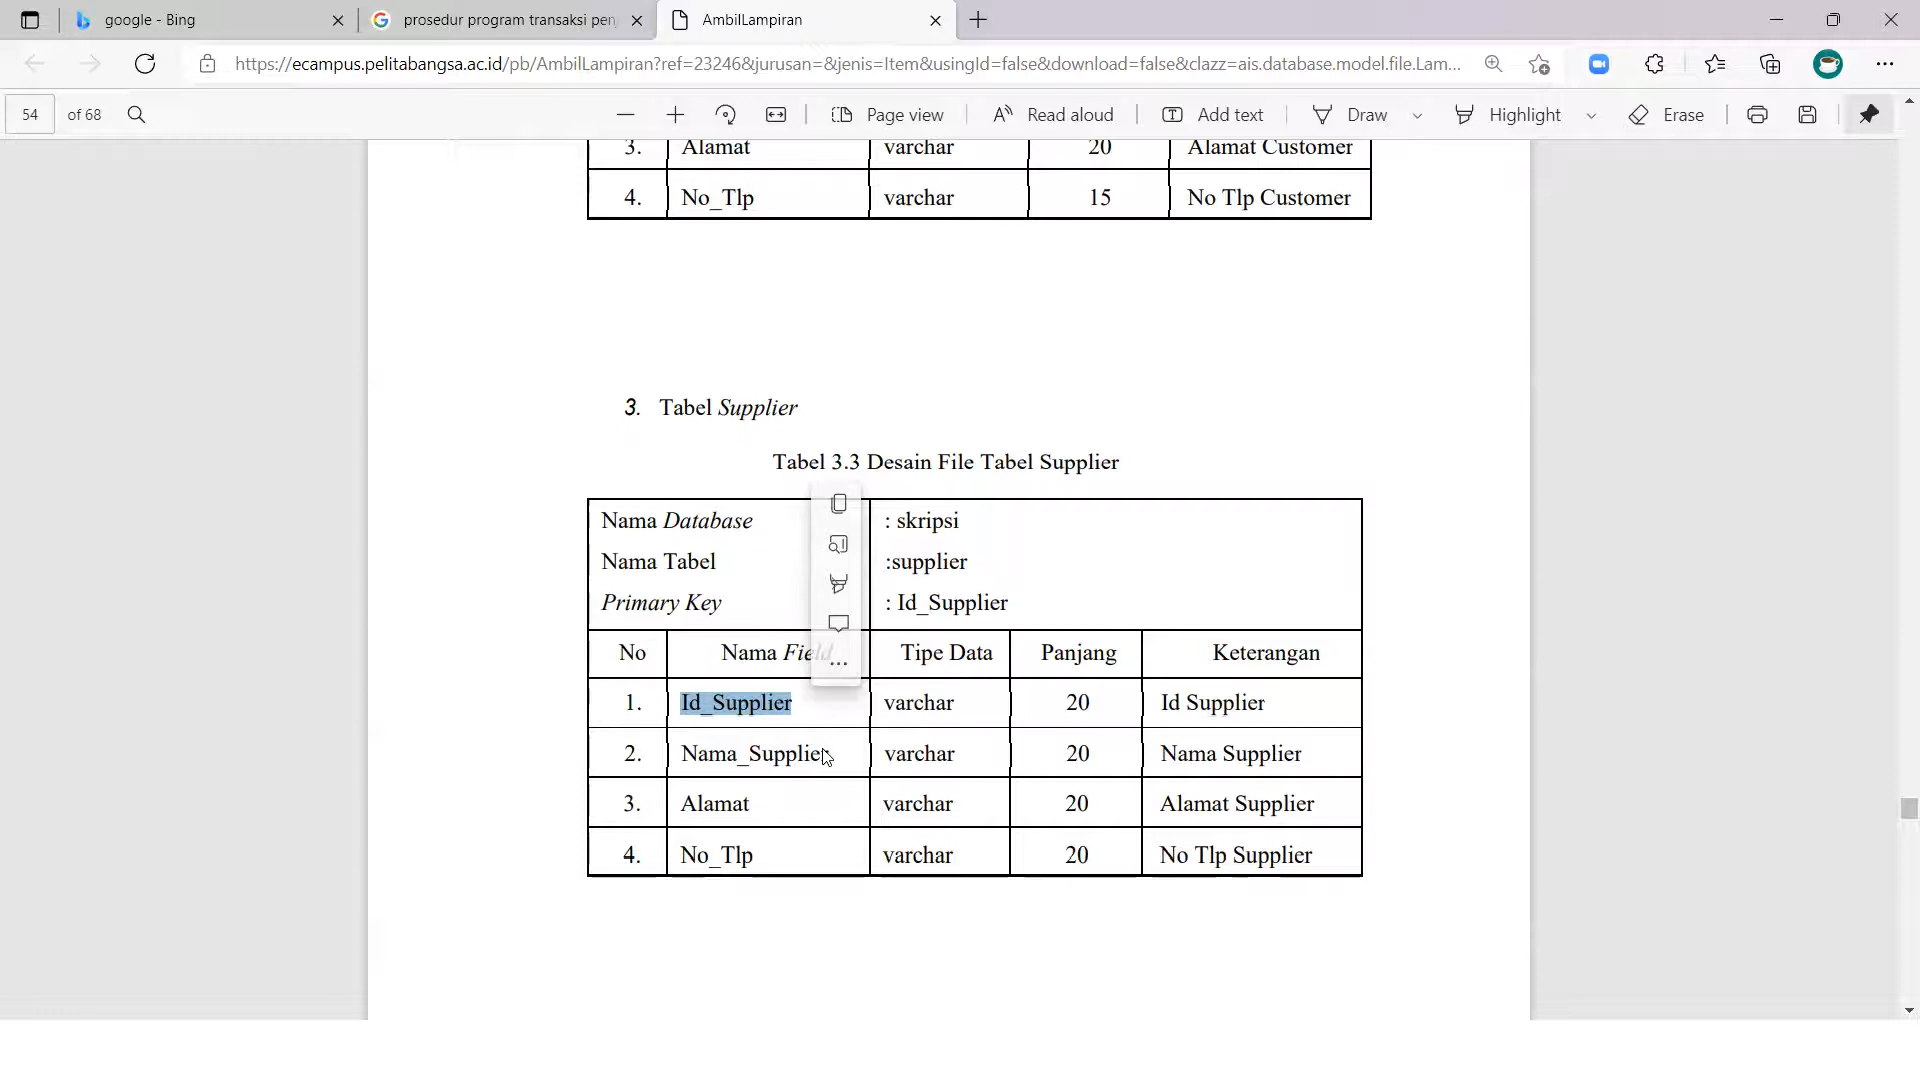 google - Bing
prosedur program transaksi pen
AmbilLampiran
https://ecampus.pelitabangsa.ac.id/pb/AmbilLampiran?ref=23246&jurusan=&jenis=Item&usingId=false&download=false&clazz=ais.database.model.file.Lam...
54 of 68
Page view
Read aloud
Add text
Draw
Highlight
Erase
3. Alamat varchar 20 Alamat Customer
4. No_Tlp varchar 15 No Tlp Customer
3. Tabel Supplier
Tabel 3.3 Desain File Tabel Supplier
Nama Database : skripsi
Nama Tabel :supplier
Primary Key : Id_Supplier
No Nama Field Tipe Data Panjang Keterangan
1. Id_Supplier varchar 20 Id Supplier
2. Nama_Supplier varchar 20 Nama Supplier
3. Alamat varchar 20 Alamat Supplier
4. No_Tlp varchar 20 No Tlp Supplier